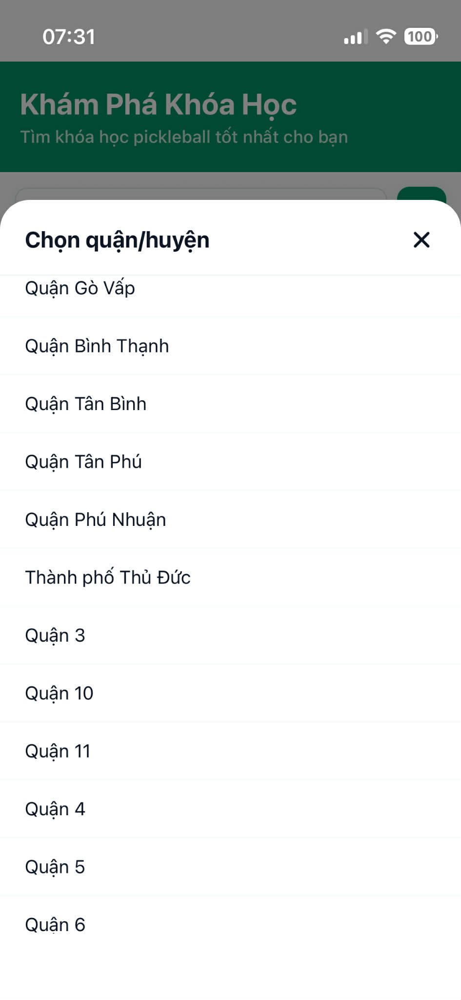 07:31
100
Khám Phá Khóa Học
Tìm khóa học pickleball tốt nhất cho bạn
Chọn quận/huyện
Quận Gò Vấp
Quận Bình Thạnh
Quận Tân Bình
Quận Tân Phú
Quận Phú Nhuận
Thành phố Thủ Đức
Quận 3
Quận 10
Quận 11
Quận 4
Quận 5
Quận 6